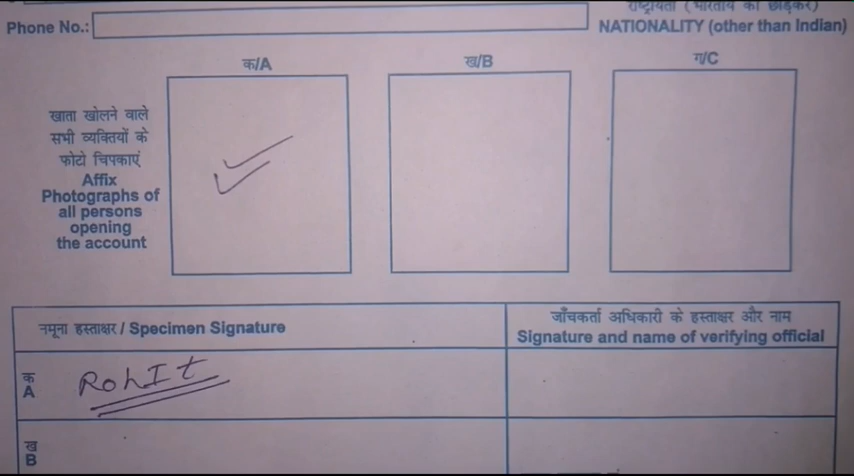 राष्ट्रीयता (भारतीय को छोड़कर)
Phone No.:
NATIONALITY (other than Indian)
क/A
ख/B
ग/C
खाता खोलने वाले
सभी व्यक्तियों के
फोटो चिपकाएं
Affix
Photographs of
all persons
opening
the account
नमूना हस्ताक्षर / Specimen Signature
जाँचकर्ता अधिकारी के हस्ताक्षर और नाम
Signature and name of verifying official
क
A
RohIt
ख
B